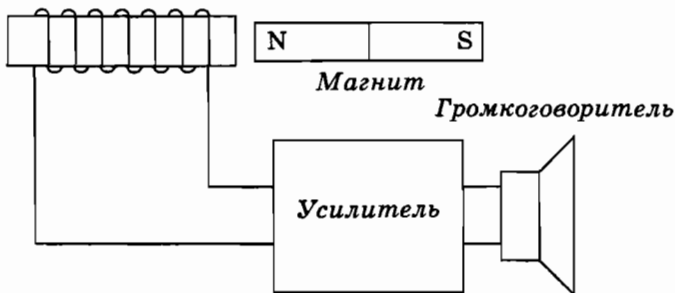 N S
Магнит
Громкоговоритель
Усилитель